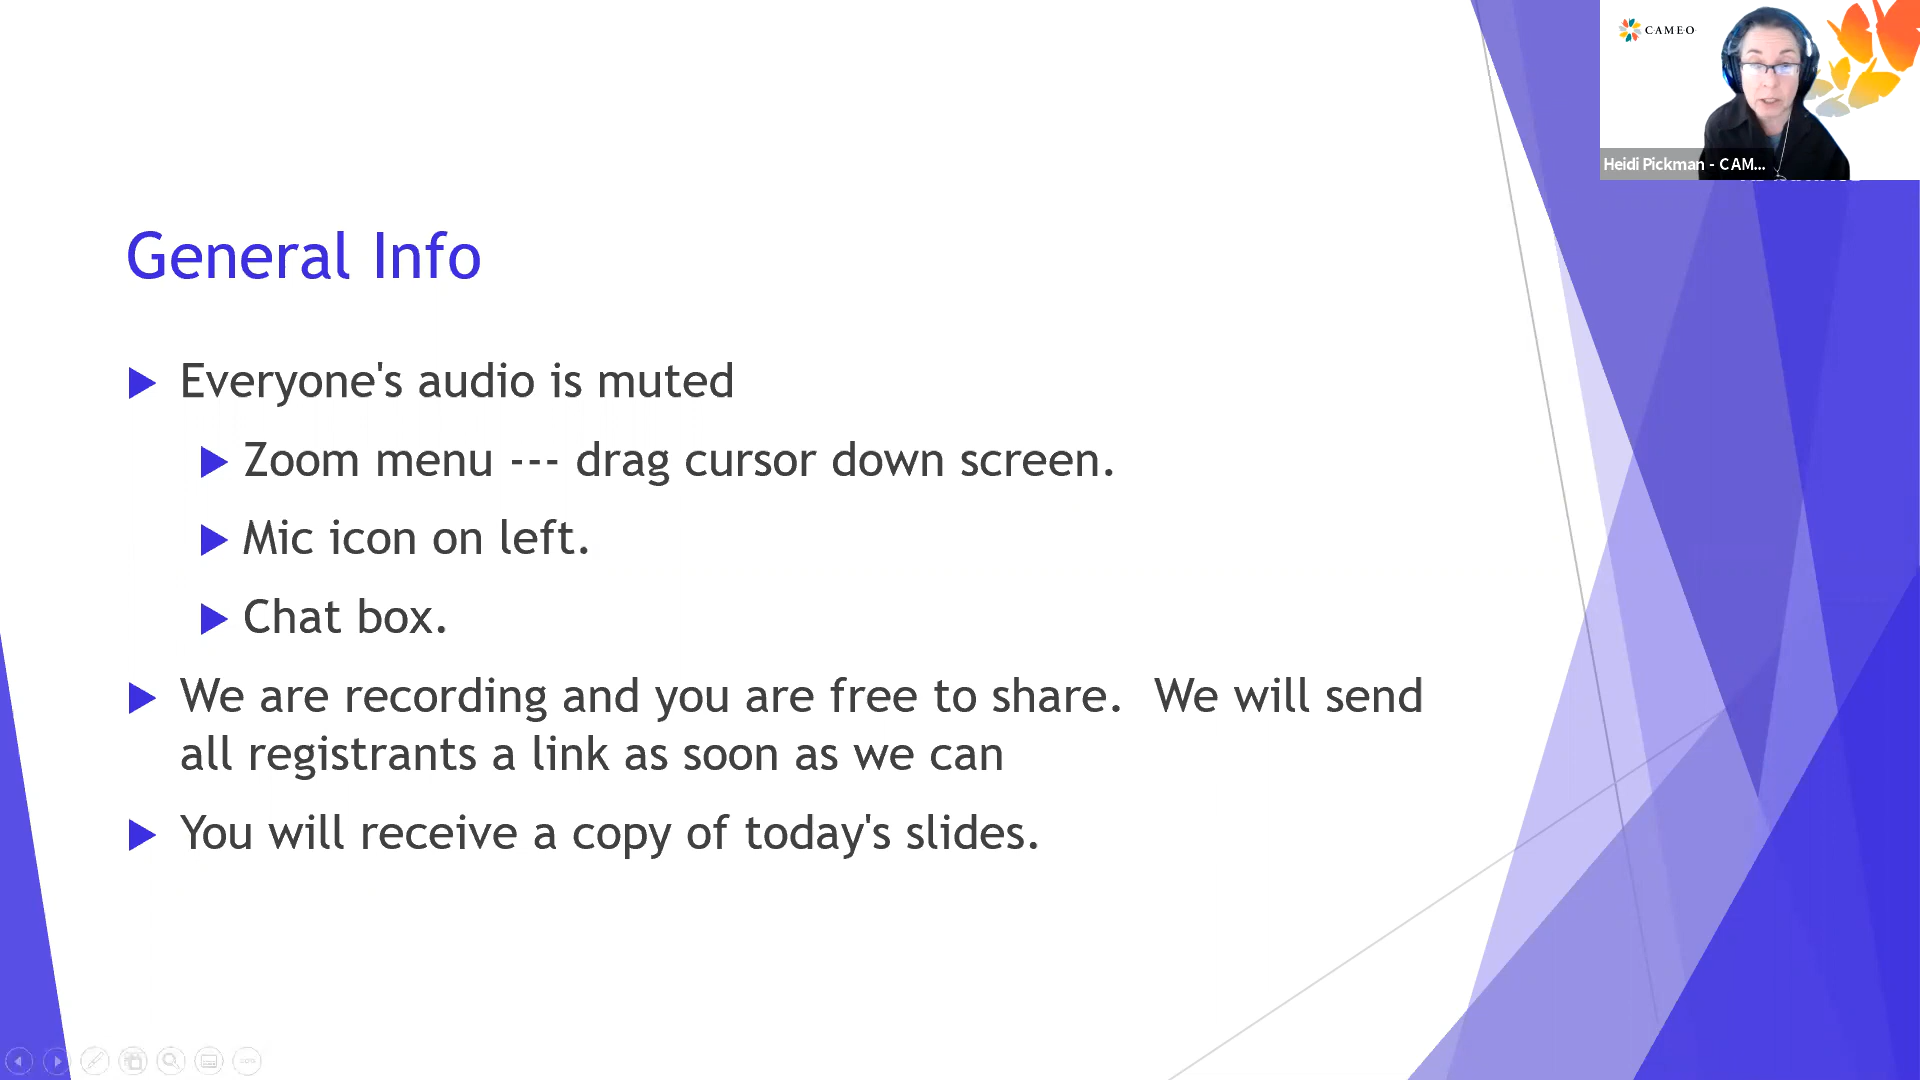 CAMEO
Heidi Pickman - CAM...
General Info
Everyone's audio is muted
Zoom menu --- drag cursor down screen.
Mic icon on left.
Chat box.
We are recording and you are free to share.  We will send
all registrants a link as soon as we can
You will receive a copy of today's slides.